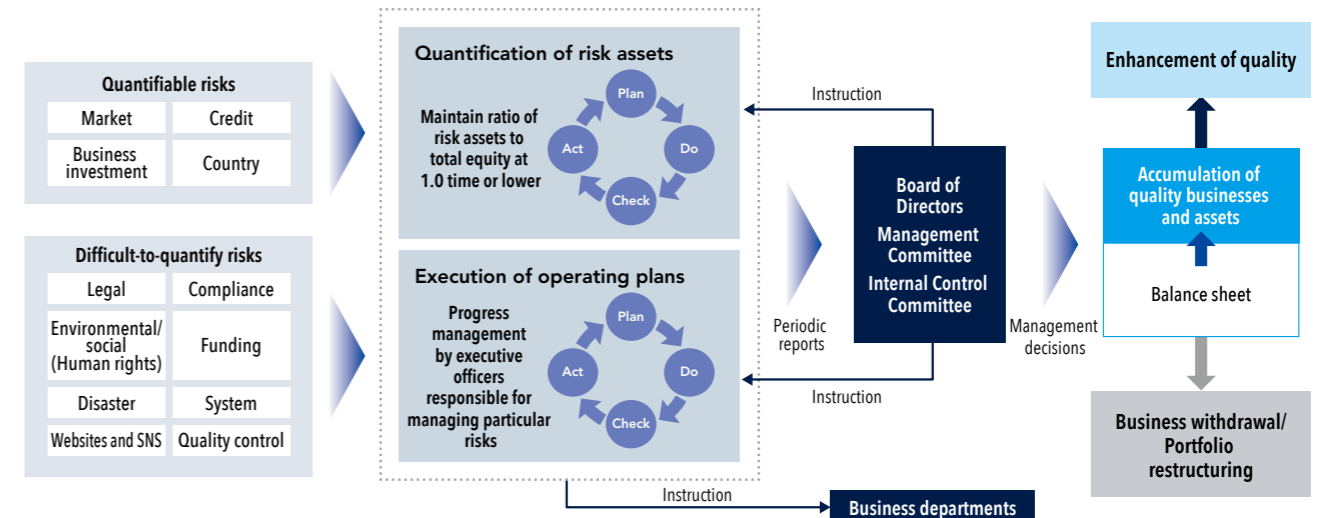 Quantifiable risks
Market
Credit
Business
investment
Country
Difficult-to-quantify risks
Legal
Compliance
Environmental/
social
(Human rights)
Funding
Disaster
System
Websites and SNS
Quality control
Quantification of risk assets
Maintain ratio of
risk assets to
total equity at
1.0 time or lower
Plan
Do
Check
Act
Execution of operating plans
Progress
management
by executive
officers
responsible for
managing particular
risks
Plan
Do
Check
Act
Instruction
Periodic
reports
Instruction
Board of
Directors
Management
Committee
Internal Control
Committee
Instruction
Business departments
Management
decisions
Enhancement of quality
Accumulation of
quality businesses
and assets
Balance sheet
Business withdrawal/
Portfolio
restructuring